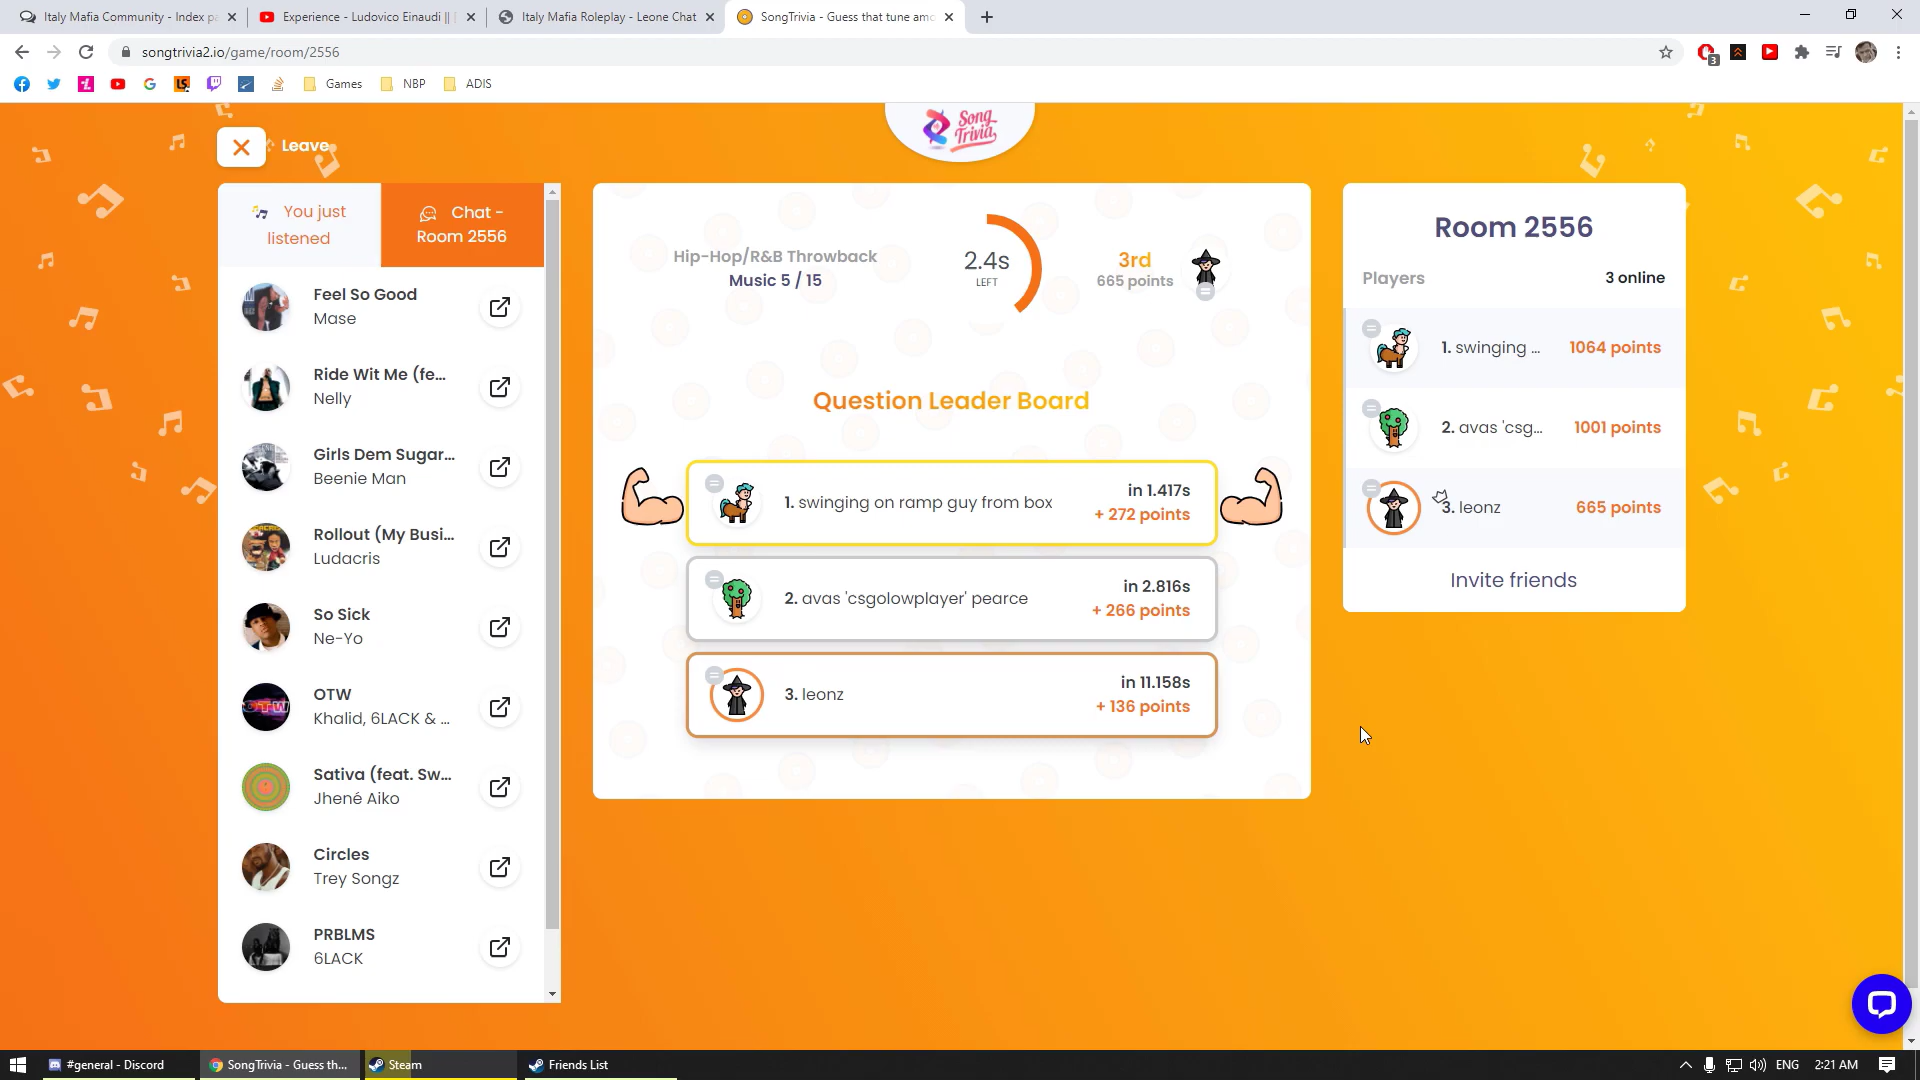 Italy Mafia Community - Index pa
Experience - Ludovico Einaudi ||
Italy Mafia Roleplay - Leone Chat
SongTrivia - Guess that tune amo
songtrivia2.io/game/room/2556
3
Games
NBP
ADIS
Leave
Song
Trivia
You just
listened
Chat -
Room 2556
Feel So Good
Mase
Ride Wit Me (fe...
Nelly
Girls Dem Sugar...
Beenie Man
Rollout (My Busi...
Ludacris
So Sick
Ne-Yo
OTW
Khalid, 6LACK & ...
Sativa (feat. Sw...
Jhené Aiko
Circles
Trey Songz
PRBLMS
6LACK
Hip-Hop/R&B Throwback
Music 5 / 15
2.4s
LEFT
3rd
665 points
Question Leader Board
1. swinging on ramp guy from box
in 1.417s
+ 272 points
2. avas 'csgolowplayer' pearce
in 2.816s
+ 266 points
3. leonz
in 11.158s
+ 136 points
Room 2556
Players
3 online
1. swinging ...
1064 points
2. avas 'csg...
1001 points
3. leonz
665 points
Invite friends
#general - Discord
SongTrivia - Guess th...
Steam
Friends List
ENG
2:21 AM